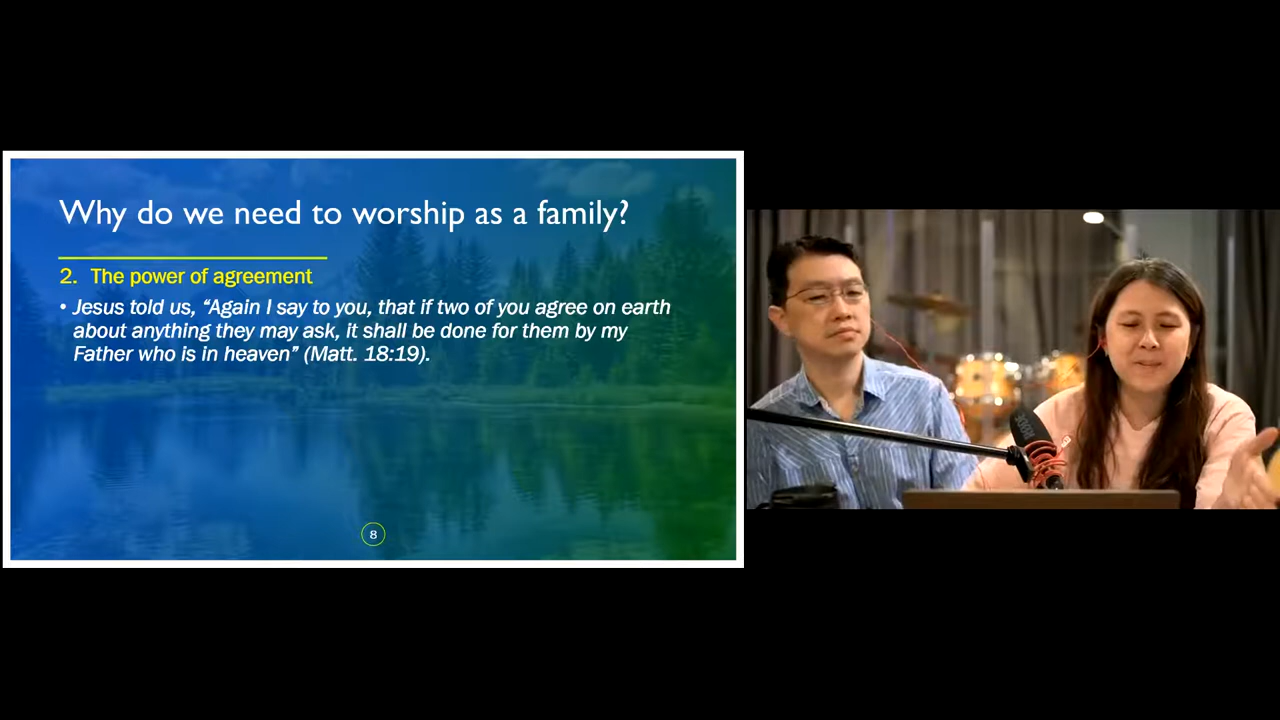 Why do we need to worship as a family?
2. The power of agreement
• Jesus told us, “Again I say to you, that if two of you agree on earth
about anything they may ask, it shall be done for them by my
Father who is in heaven” (Matt. 18:19).
8
RØDE